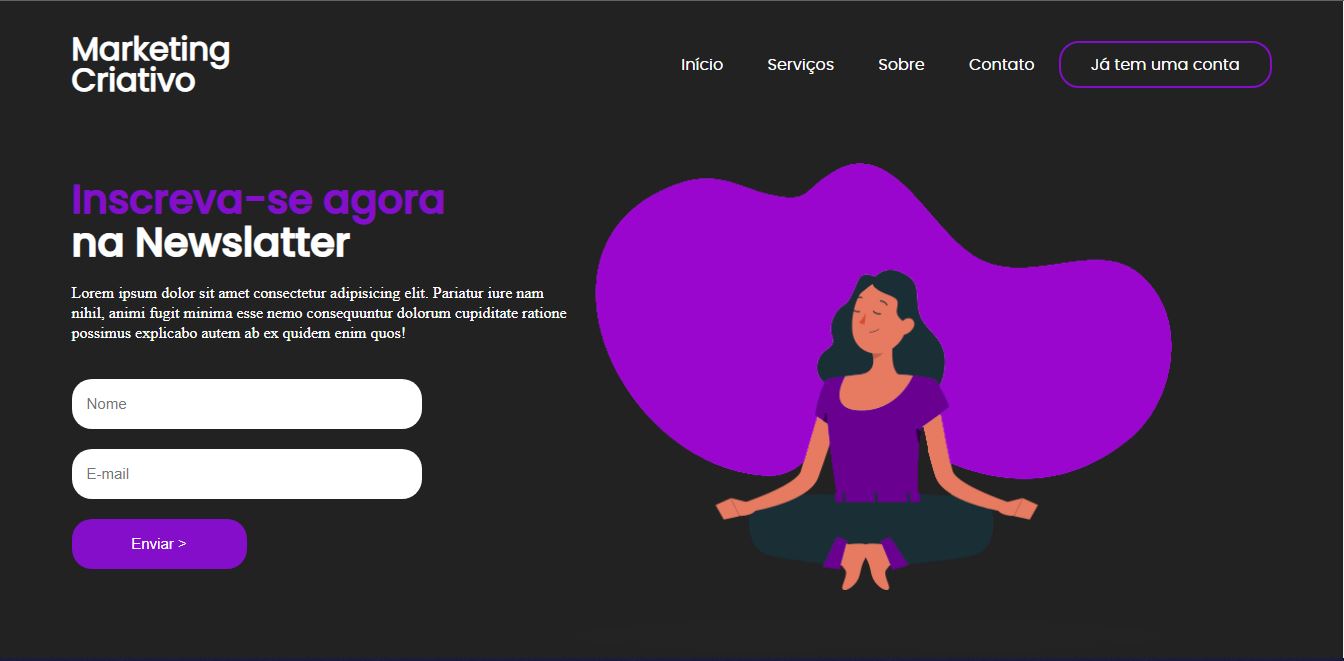 Marketing
Criativo
Início
Serviços
Sobre
Contato
Já tem uma conta
Inscreva-se agora
na Newslatter
Lorem ipsum dolor sit amet consectetur adipisicing elit. Pariatur iure nam
nihil, animi fugit minima esse nemo consequuntur dolorum cupiditate ratione
possimus explicabo autem ab ex quidem enim quos!
Nome
E-mail
Enviar >